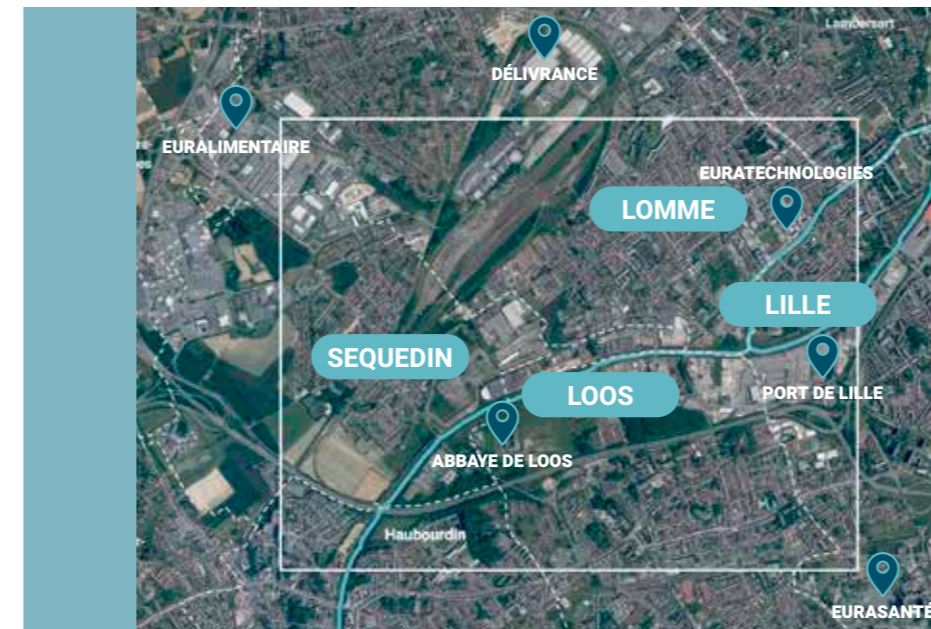 Lambersart
DÉLIVRANCE
EURALIMENTAIRE
EURATECHNOLOGIES
LOMME
LILLE
SEQUEDIN
LOOS
PORT DE LILLE
ABBAYE DE LOOS
Haubourdin
EURASANTÉ